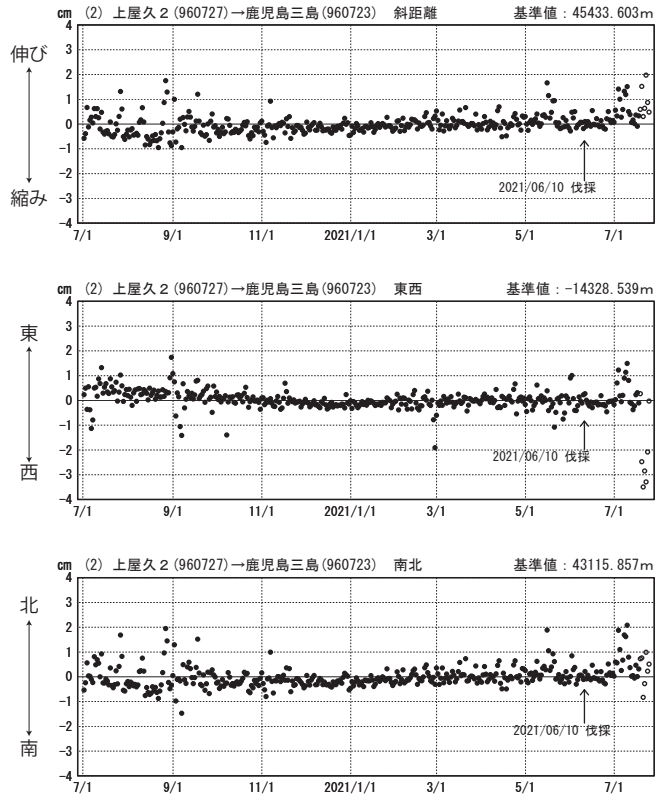 cm (2) 上屋久２(960727)→鹿児島三島(960723) 斜距離 基準値：45433.603m
4
3
2
1
0
-1
-2
-3
-4
伸び
縮み
2021/06/10 伐採
7/1 9/1 11/1 2021/1/1 3/1 5/1 7/1
cm (2) 上屋久２(960727)→鹿児島三島(960723) 東西 基準値：-14328.539m
4
3
2
1
0
-1
-2
-3
-4
東
西
2021/06/10 伐採
7/1 9/1 11/1 2021/1/1 3/1 5/1 7/1
cm (2) 上屋久２(960727)→鹿児島三島(960723) 南北 基準値：43115.857m
4
3
2
1
0
-1
-2
-3
-4
北
南
2021/06/10 伐採
7/1 9/1 11/1 2021/1/1 3/1 5/1 7/1